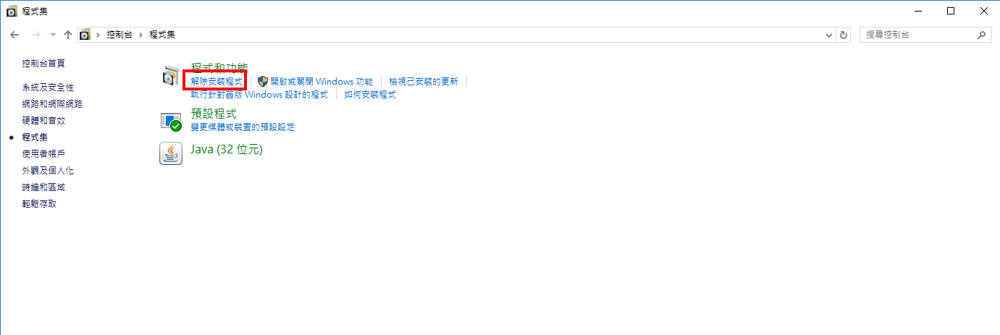 程式集
控制台 程式集
搜尋控制台
控制台首頁
系統及安全性
網路和網際網路
硬體和音效
程式集
使用者帳戶
外觀及個人化
時鐘和區域
輕鬆存取
程式和功能
解除安裝程式 開啟或關閉 Windows 功能 檢視已安裝的更新
執行針對舊版 Windows 設計的程式 如何安裝程式
預設程式
變更媒體或裝置的預設設定
Java (32 位元)